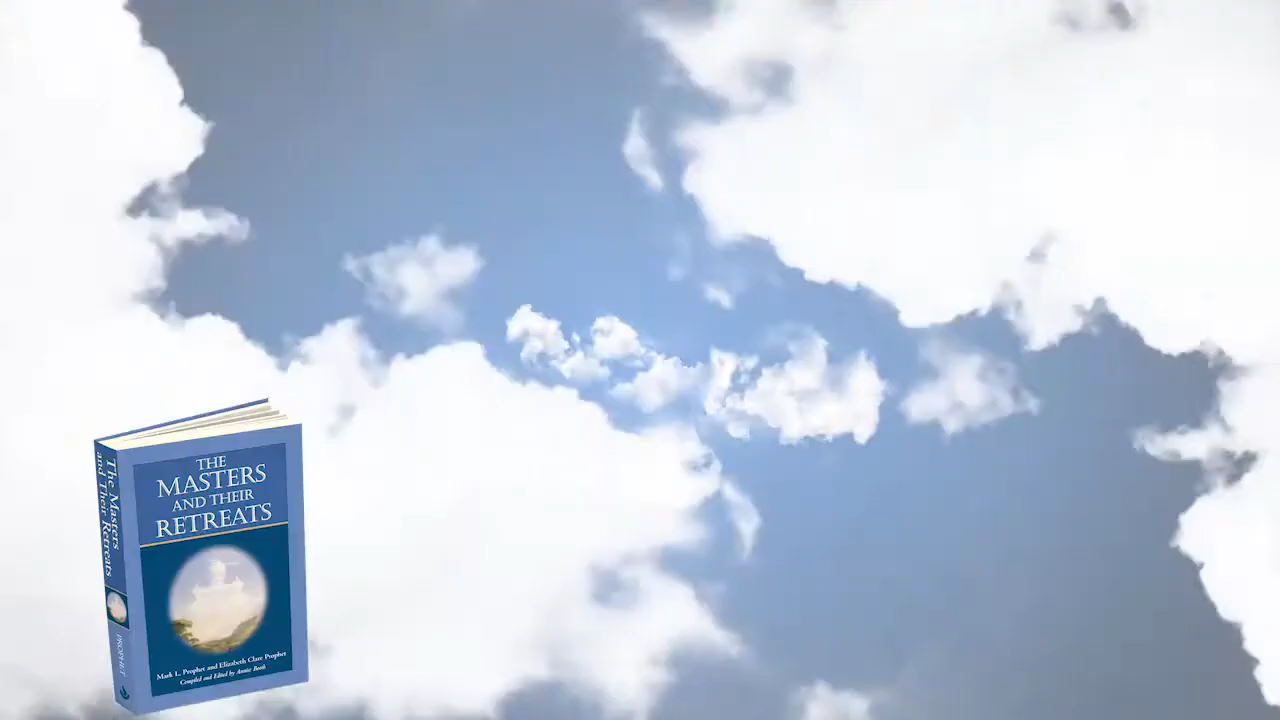 THE
MASTERS
AND THEIR
RETREATS
Mark L. Prophet and Elizabeth Clare Prophet
Compiled and Edited by Annice Booth
The Masters
and Their Retreats
PROPHET